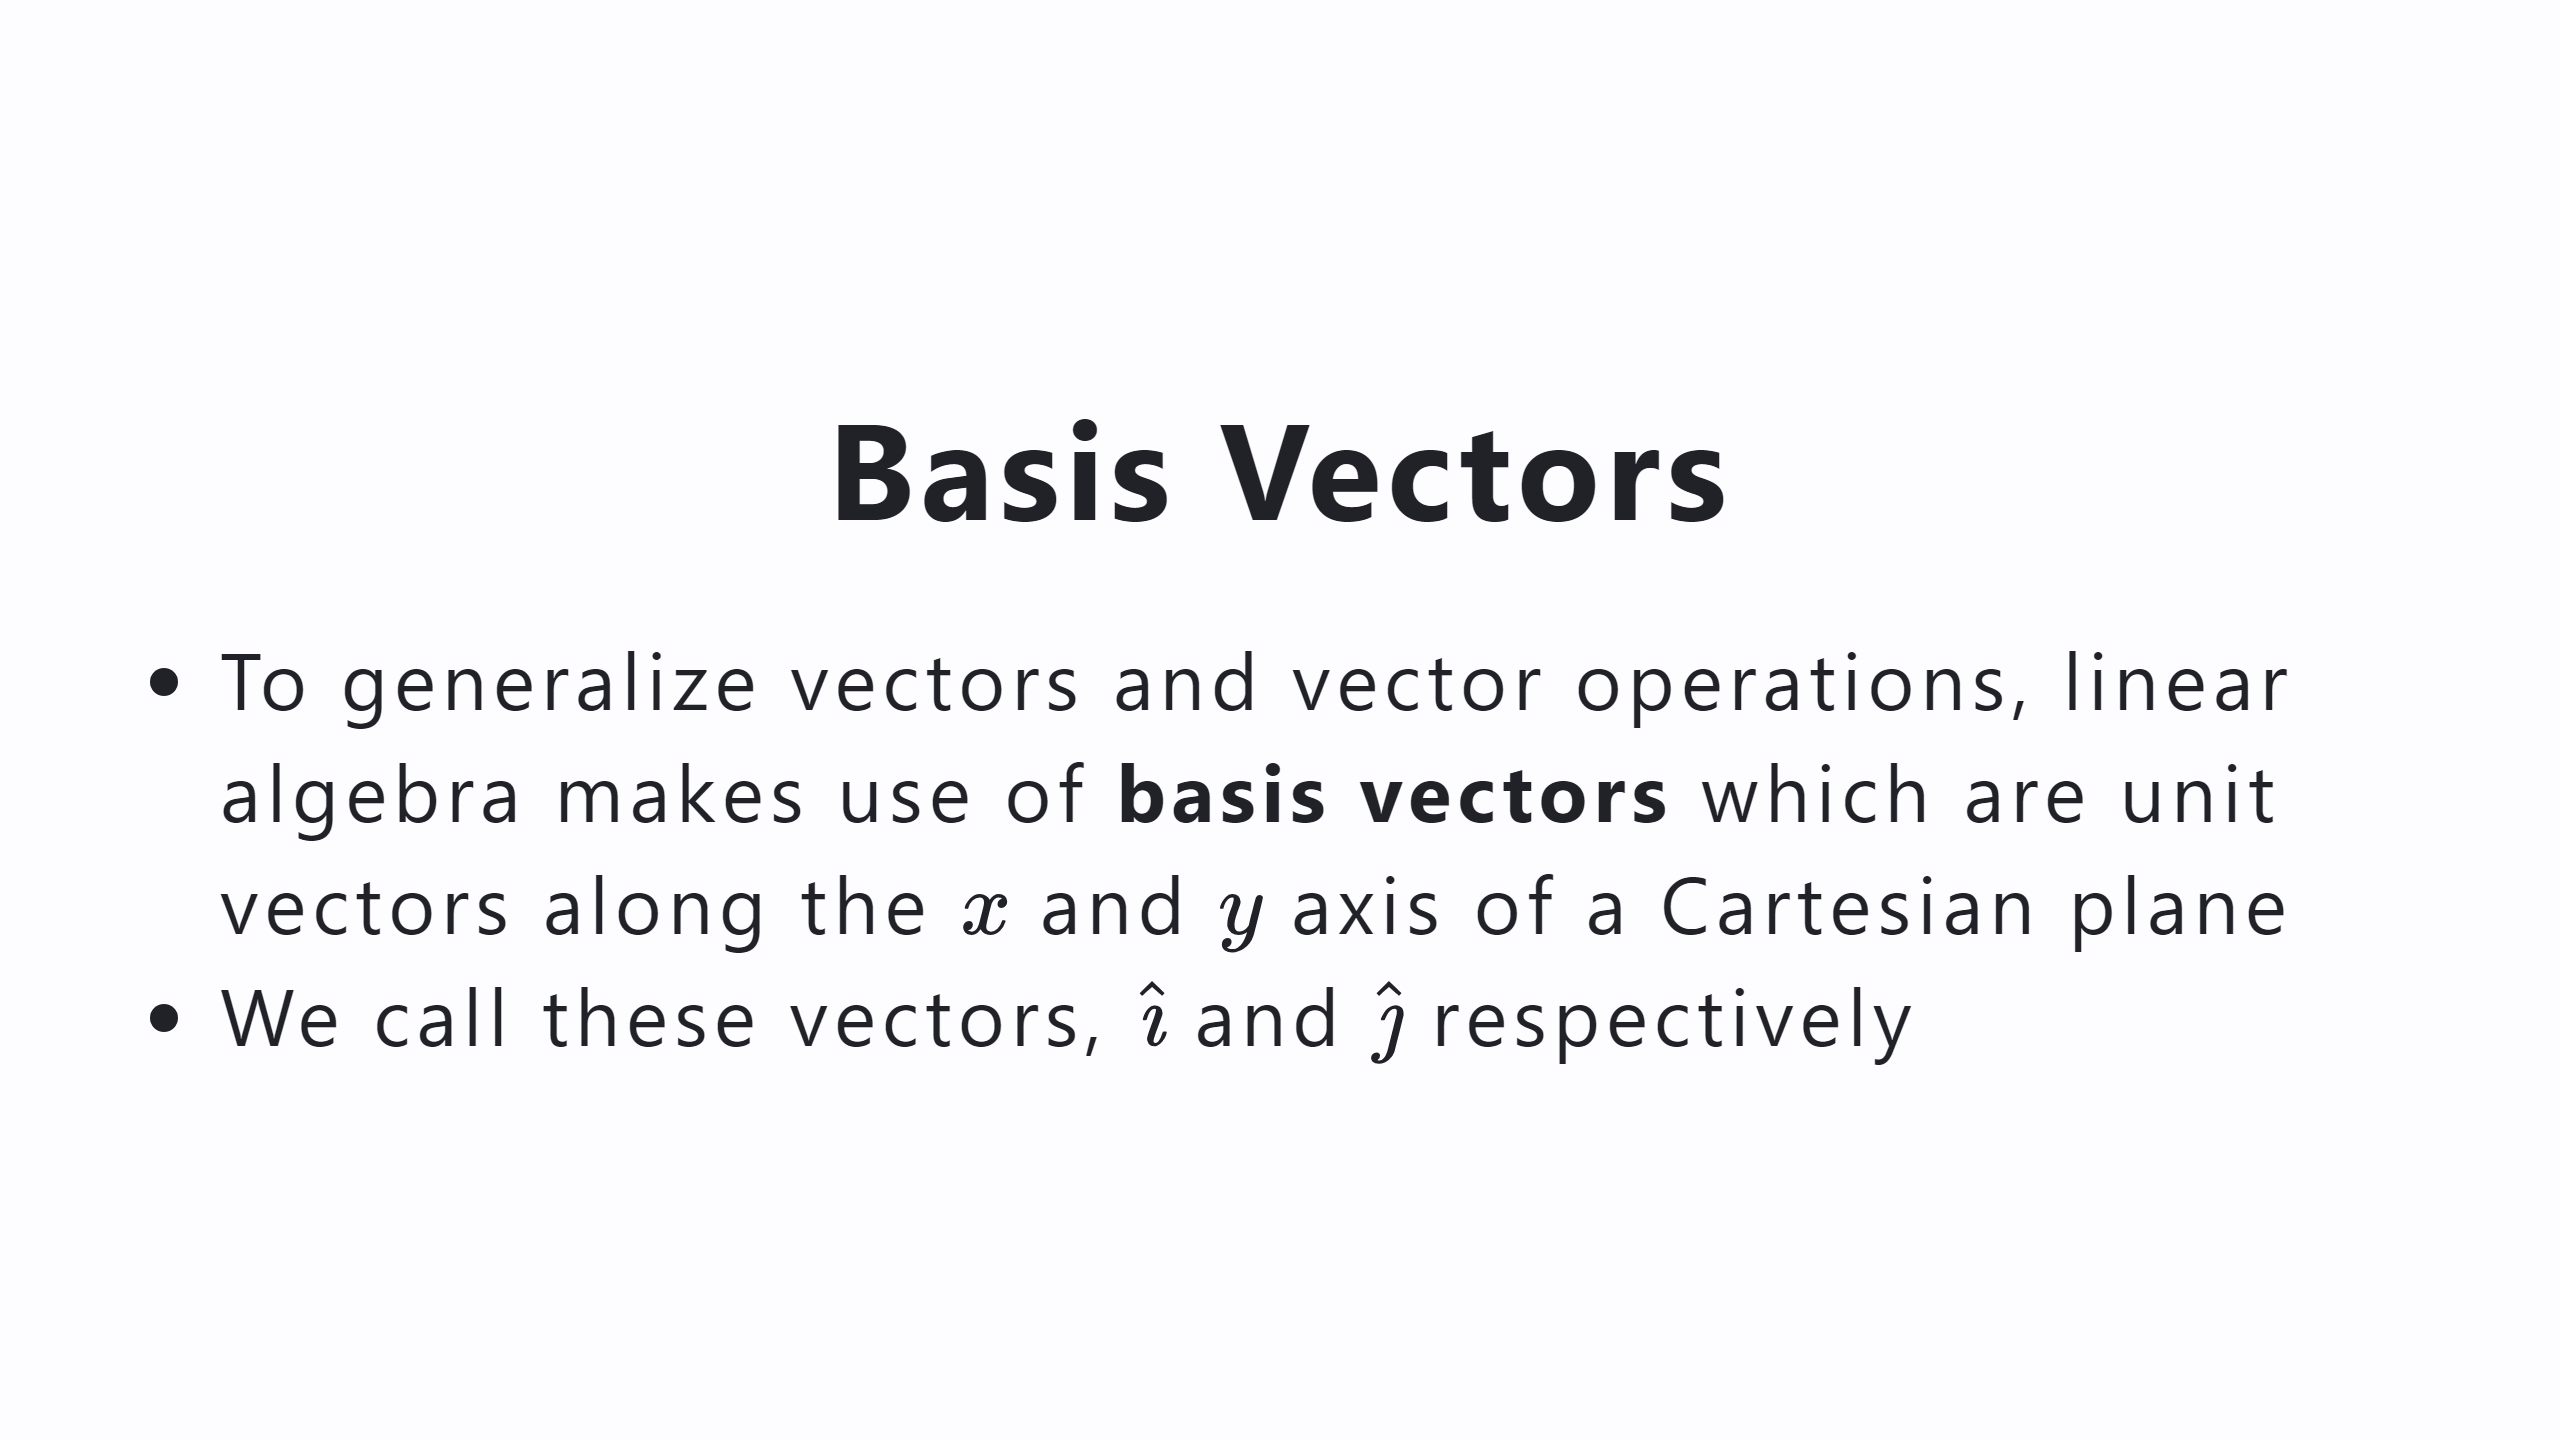 Basis Vectors
• To generalize vectors and vector operations, linear
algebra makes use of basis vectors which are unit
vectors along the x and y axis of a Cartesian plane
• We call these vectors, î and ĵ respectively